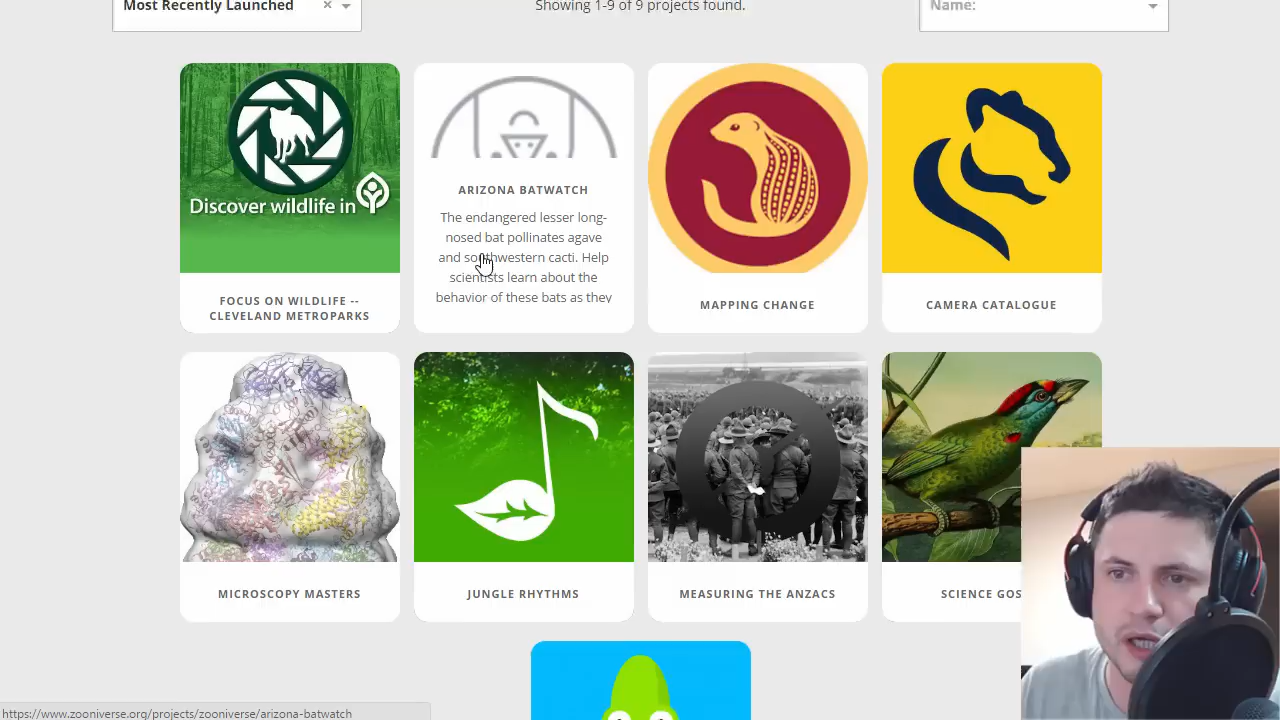 Most Recently Launched
Showing 1-9 of 9 projects found.
Name:
Discover wildlife in
FOCUS ON WILDLIFE --
CLEVELAND METROPARKS
ARIZONA BATWATCH
The endangered lesser long-
nosed bat pollinates agave
and southwestern cacti. Help
scientists learn about the
behavior of these bats as they
MAPPING CHANGE
CAMERA CATALOGUE
MICROSCOPY MASTERS
JUNGLE RHYTHMS
MEASURING THE ANZACS
SCIENCE GOS
https://www.zooniverse.org/projects/zooniverse/arizona-batwatch